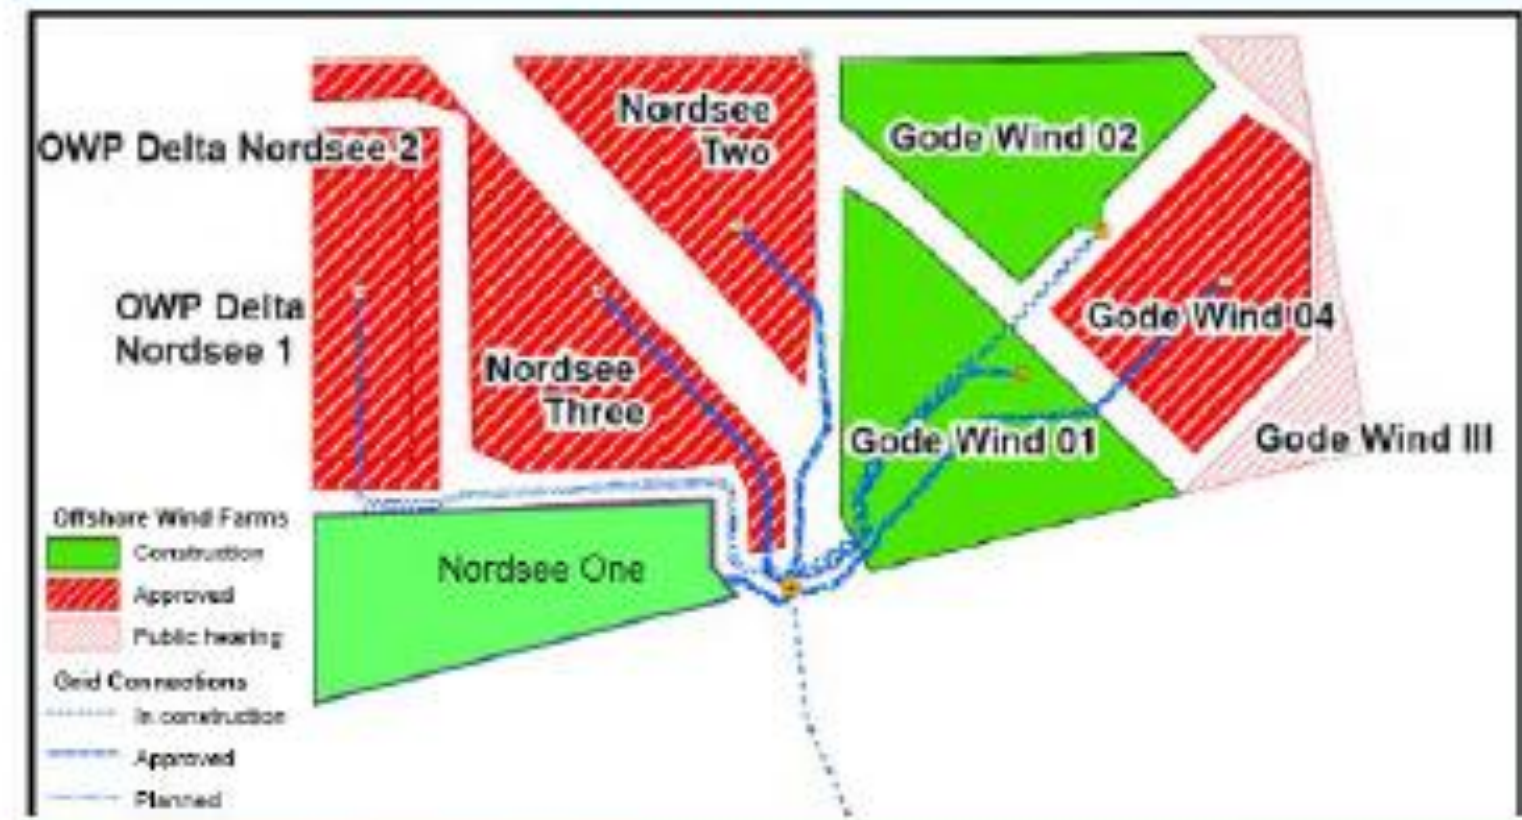 Nordsee
Two
Gode Wind 02
OWP Delta Nordsee 2
OWP Delta
Nordsee 1
Gode Wind 04
Nordsee
Three
Gode Wind 01
Gode Wind III
Nordsee One
Offshore Wind Farms
Construction
Approved
Public hearing
Grid Connections
In construction
Approved
Planned